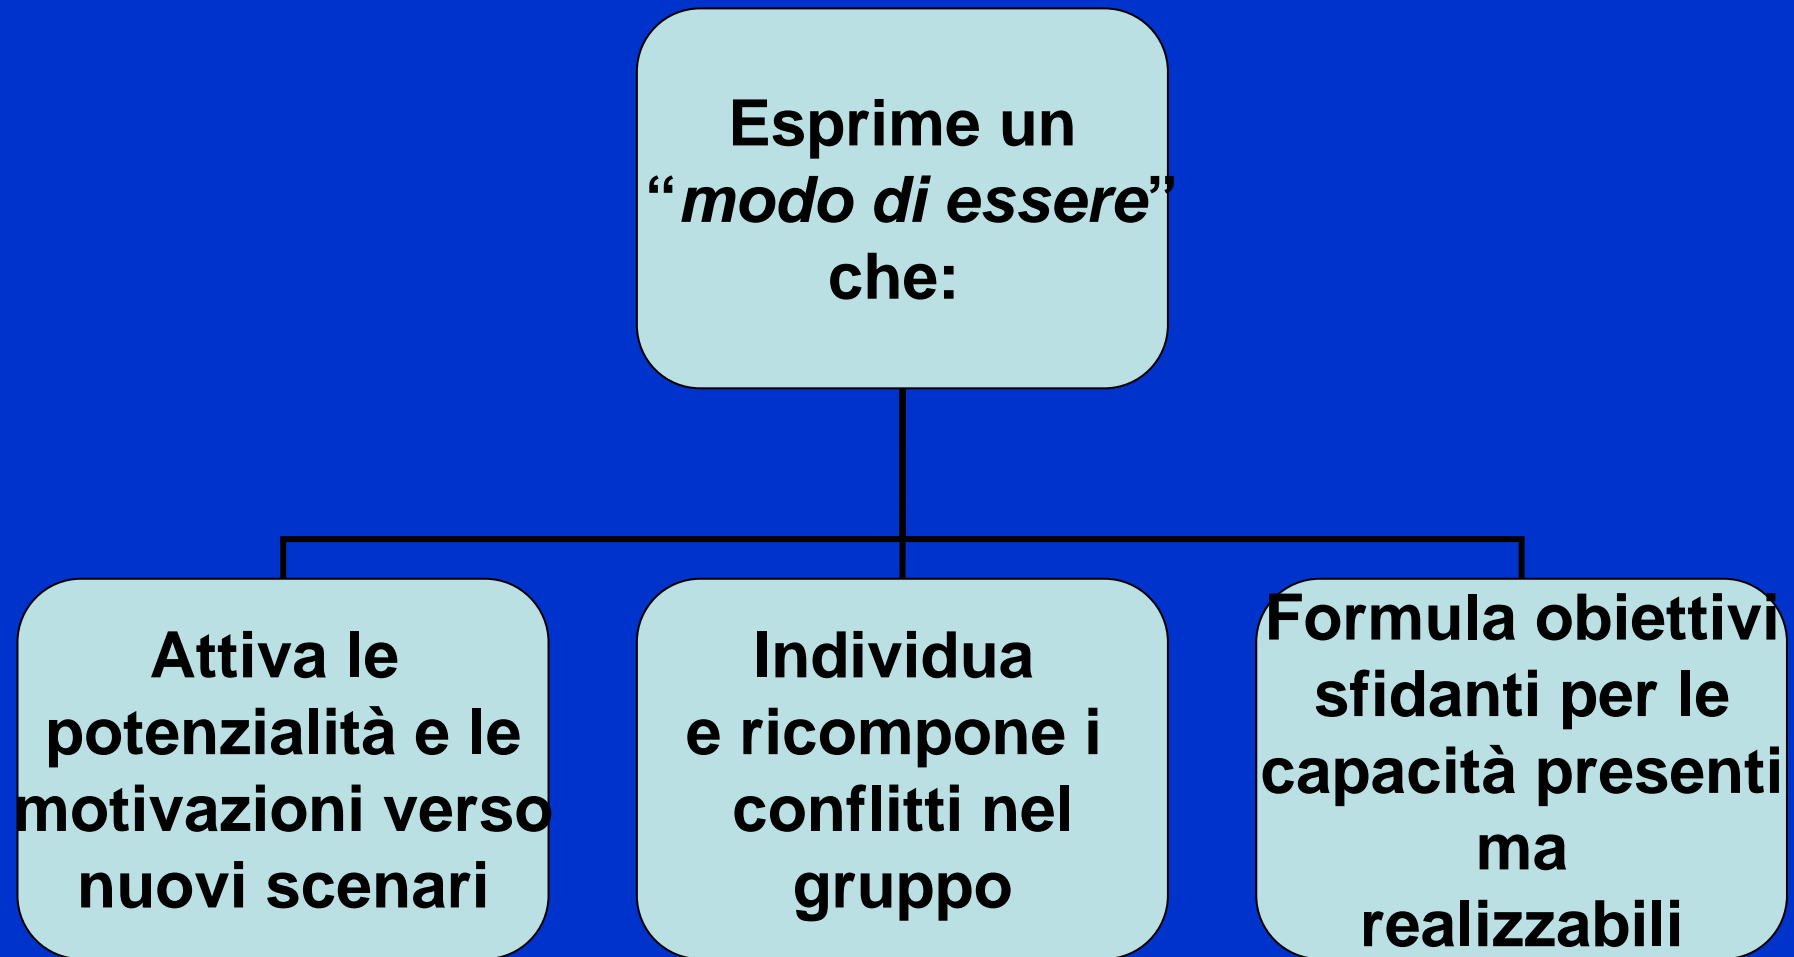 Esprime un
“modo di essere”
che:
Attiva le
potenzialità e le
motivazioni verso
nuovi scenari
Individua
e ricompone i
conflitti nel
gruppo
Formula obiettivi
sfidanti per le
capacità presenti
ma
realizzabili